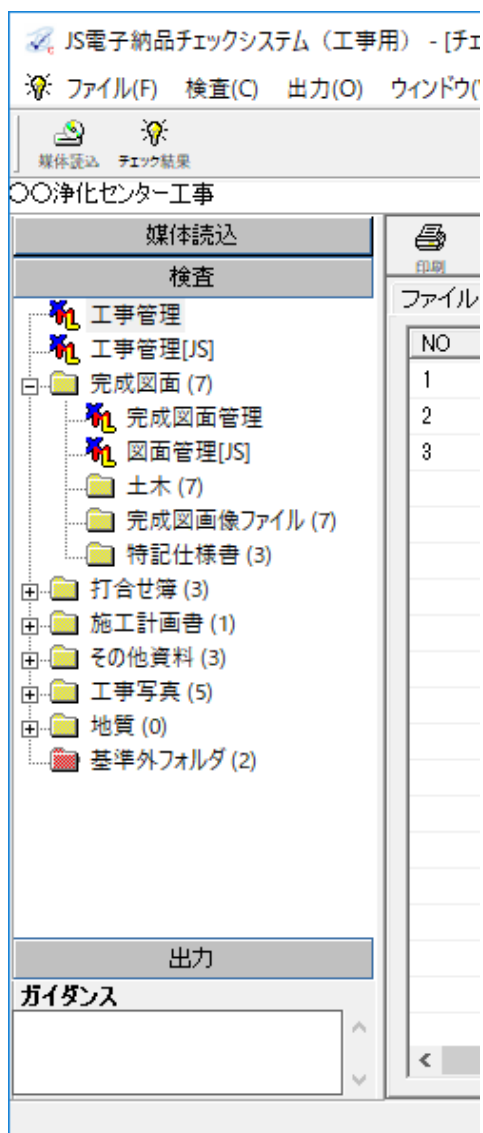 JS電子納品チェックシステム（工事用） - [チェ
ファイル(F) 検査(C) 出力(O) ウィンドウ(
媒体読込 チェック結果
〇〇浄化センター工事
媒体読込
検査
工事管理
工事管理[JS]
完成図面 (7)
完成図面管理
図面管理[JS]
土木 (7)
完成図画像ファイル (7)
特記仕様書 (3)
打合せ簿 (3)
施工計画書 (1)
その他資料 (3)
工事写真 (5)
地質 (0)
基準外フォルダ (2)
出力
ガイダンス
印刷
ファイル
NO
1
2
3